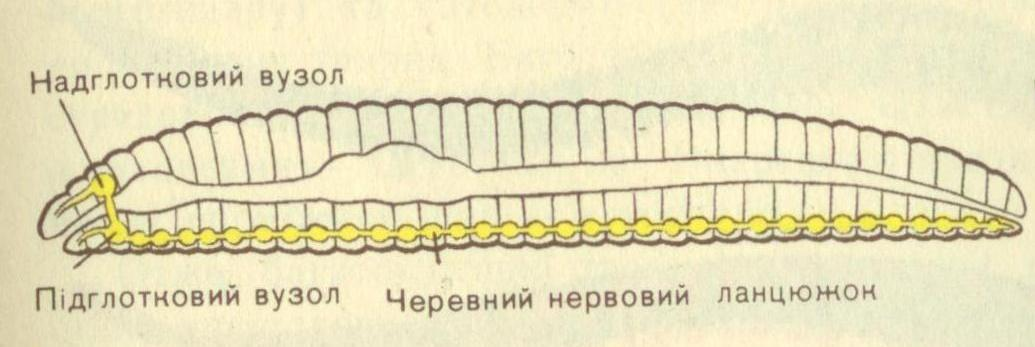 Надглотковий вузол
Підглотковий вузол
Черевний нервовий ланцюжок